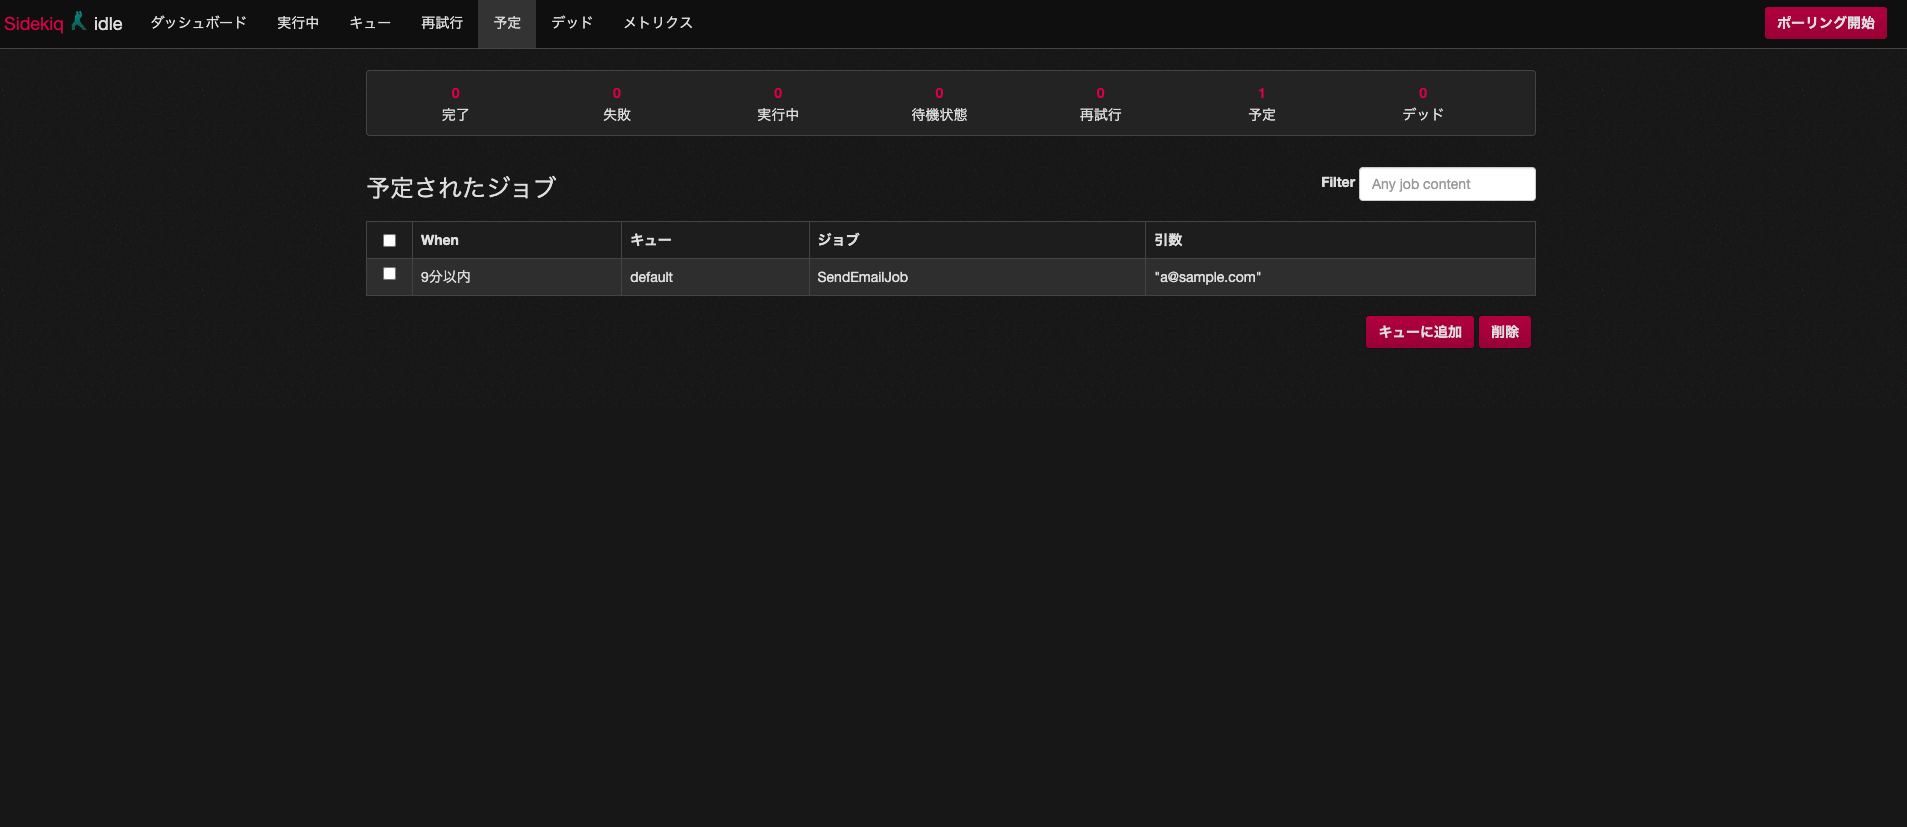 Sidekiq idle ダッシュボード 実行中 キュー 再試行 予定 デッド メトリクス ポーリング開始
0 0 0 0 0 1 0
完了 失敗 実行中 待機状態 再試行 予定 デッド
予定されたジョブ Filter Any job content
When キュー ジョブ 引数
9分以内 default SendEmailJob "a@sample.com"
キューに追加 削除